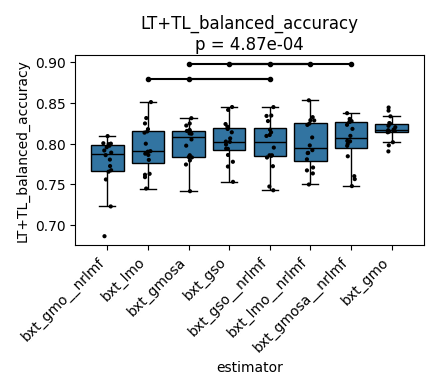 LT+TL_balanced_accuracy
p = 4.87e-04
LT+TL_balanced_accuracy
0.90
0.85
0.80
0.75
0.70
bxt_gmo__nrlmf
bxt_lmo
bxt_gmosa
bxt_gso
bxt_gso__nrlmf
bxt_lmo__nrlmf
bxt_gmosa__nrlmf
bxt_gmo
estimator